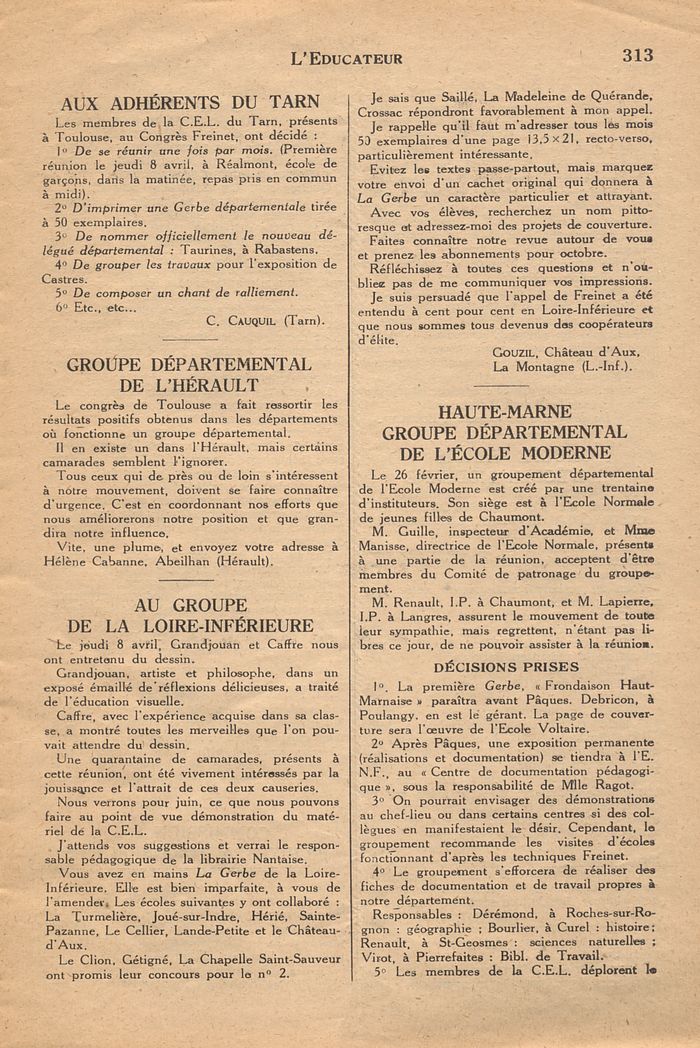 L'EDUCATEUR
313
AUX ADHÉRENTS DU TARN
Les membres de la C.E.L. du Tarn, présents
à Toulouse, au Congrès Freinet, ont décidé :
1º De se réunir une fois par mois. (Première
réunion le jeudi 8 avril, à Réalmont, école de
garçons, dans la matinée, repas pris en commun
à midi).
2º D'imprimer une Gerbe départementale tirée
à 50 exemplaires.
3º De nommer officiellement le nouveau dé-
légué départemental : Taurines, à Rabastens.
4º De grouper les travaux pour l'exposition de
Castres.
5º De composer un chant de ralliement.
6º Etc., etc...
C. CAUQUIL (Tarn).
GROUPE DÉPARTEMENTAL
DE L'HÉRAULT
Le congrès de Toulouse a fait ressortir les
résultats positifs obtenus dans les départements
où fonctionne un groupe départemental.
Il en existe un dans l'Hérault, mais certains
camarades semblent l'ignorer.
Tous ceux qui de près ou de loin s'intéressent
à notre mouvement, doivent se faire connaître
d'urgence. C'est en coordonnant nos efforts que
nous améliorerons notre position et que gran-
dira notre influence.
Vite, une plume, et envoyez votre adresse à
Hélène Cabanne, Abeilhan (Hérault).
AU GROUPE
DE LA LOIRE-INFÉRIEURE
Le jeudi 8 avril, Grandjouan et Caffre nous
ont entretenu du dessin.
Grandjouan, artiste et philosophe, dans un
exposé émaillé de réflexions délicieuses, a traité
de l'éducation visuelle.
Caffre, avec l'expérience acquise dans sa clas-
se, a montré toutes les merveilles que l'on pou-
vait attendre du dessin.
Une quarantaine de camarades, présents à
cette réunion, ont été vivement intéressés par la
jouissance et l'attrait de ces deux causeries.
Nous verrons pour juin, ce que nous pouvons
faire au point de vue démonstration du maté-
riel de la C.E.L.
J'attends vos suggestions et verrai le respon-
sable pédagogique de la librairie Nantaise.
Vous avez en mains La Gerbe de la Loire-
Inférieure. Elle est bien imparfaite, à vous de
l'amender. Les écoles suivantes y ont collaboré :
La Turmelière, Joué-sur-Indre, Hérié, Sainte-
Pazanne, Le Cellier, Lande-Petite et le Château-
d'Aux.
Le Clion, Gétigné, La Chapelle Saint-Sauveur
ont promis leur concours pour le nº 2.
Je sais que Saillé, La Madeleine de Quérande,
Crossac répondront favorablement à mon appel.
Je rappelle qu'il faut m'adresser tous les mois
50 exemplaires d'une page 13,5×21, recto-verso,
particulièrement intéressante.
Evitez les textes passe-partout, mais marquez
votre envoi d'un cachet original qui donnera à
La Gerbe un caractère particulier et attrayant.
Avec vos élèves, recherchez un nom pitto-
resque et adressez-moi des projets de couverture.
Faites connaître notre revue autour de vous
et prenez les abonnements pour octobre.
Réfléchissez à toutes ces questions et n'ou-
bliez pas de me communiquer vos impressions.
Je suis persuadé que l'appel de Freinet a été
entendu à cent pour cent en Loire-Inférieure et
que nous sommes tous devenus des coopérateurs
d'élite.
GOUZIL, Château d'Aux,
La Montagne (L.-Inf.).
HAUTE-MARNE
GROUPE DÉPARTEMENTAL
DE L'ÉCOLE MODERNE
Le 26 février, un groupement départemental
de l'Ecole Moderne est créé par une trentaine
d'instituteurs. Son siège est à l'Ecole Normale
de jeunes filles de Chaumont.
M. Guille, inspecteur d'Académie, et Mme
Manisse, directrice de l'Ecole Normale, présents
à une partie de la réunion, acceptent d'être
membres du Comité de patronage du groupe-
ment.
M. Renault, I.P. à Chaumont, et M. Lapierre,
I.P. à Langres, assurent le mouvement de toute
leur sympathie, mais regrettent, n'étant pas li-
bres ce jour, de ne pouvoir assister à la réunion.
DÉCISIONS PRISES
1º. La première Gerbe, « Frondaison Haut-
Marnaise » paraîtra avant Pâques. Debricon, à
Poulangy, en est le gérant. La page de couver-
ture sera l'œuvre de l'Ecole Voltaire.
2º Après Pâques, une exposition permanente
(réalisations et documentation) se tiendra à l'E.
N.F., au « Centre de documentation pédagogi-
que », sous la responsabilité de Mlle Ragot.
3º On pourrait envisager des démonstrations
au chef-lieu ou dans certains centres si des col-
lègues en manifestaient le désir. Cependant, le
groupement recommande les visites d'écoles
fonctionnant d'après les techniques Freinet.
4º Le groupement s'efforcera de réaliser des
fiches de documentation et de travail propres à
notre département.
Responsables : Dérémond, à Roches-sur-Ro-
gnon : géographie ; Bourlier, à Curel : histoire ;
Renault, à St-Geosmes : sciences naturelles ;
Virot, à Pierrefaites : Bibl. de Travail.
5º Les membres de la C.E.L. déplorent le